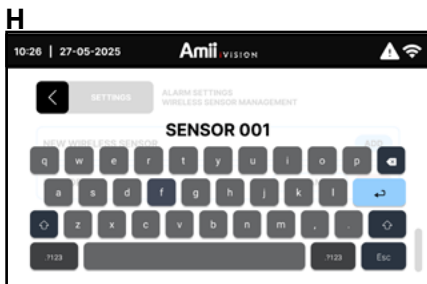 H
10:26 | 27-05-2025 Amii.VISION
SETTINGS
ALARM SETTINGS
WIRELESS SENSOR MANAGEMENT
NEW WIRELESS SENSOR ADD
SENSOR 001
q w e r t y u i o p
a s d f g h j k l
z x c v b n m , .
.?123 .?123 Esc